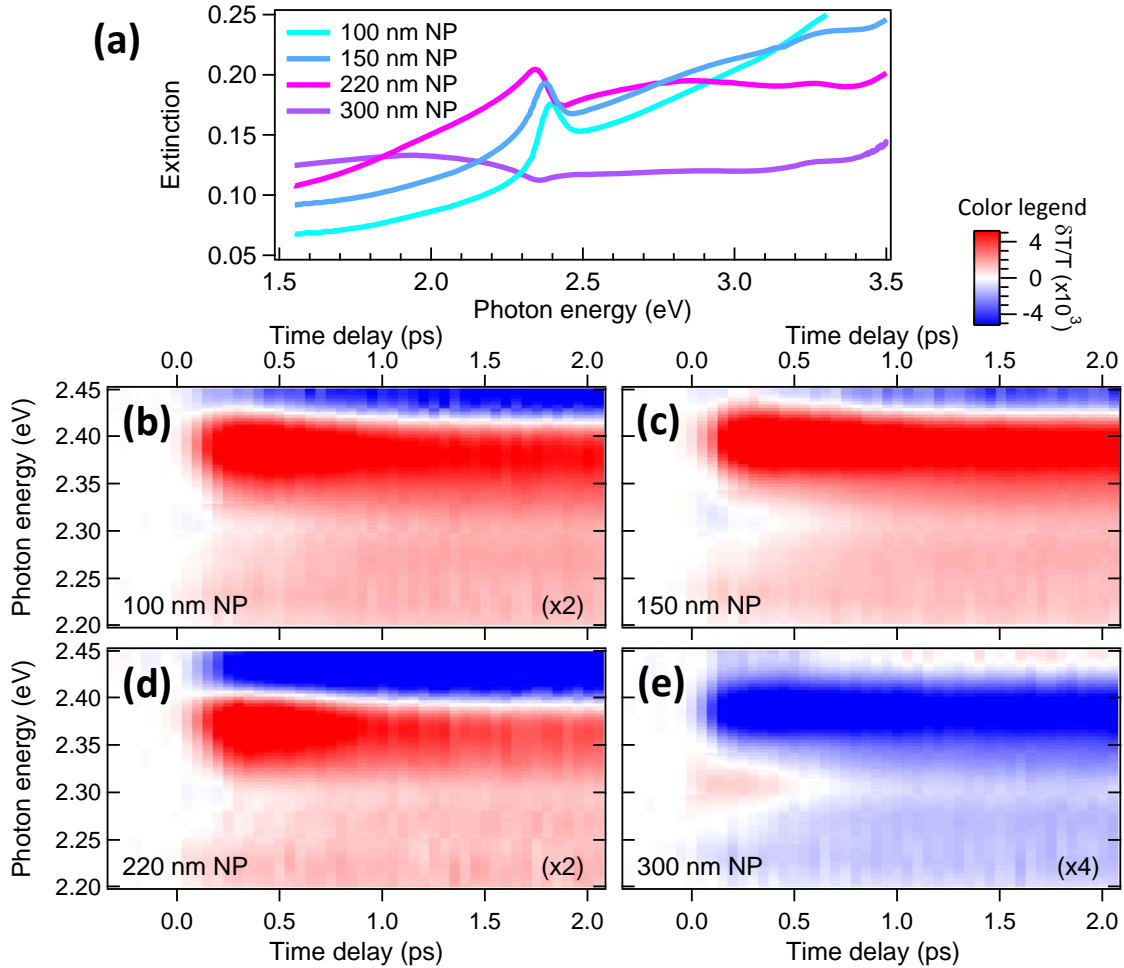 (a)
0.25
0.20
0.15
0.10
0.05
Extinction
100 nm NP
150 nm NP
220 nm NP
300 nm NP
1.5
2.0
2.5
3.0
3.5
Photon energy (eV)
Color legend
4
0
-4
δT/T (x10³)
Time delay (ps)
Time delay (ps)
0.0
0.5
1.0
1.5
2.0
0.0
0.5
1.0
1.5
2.0
Photon energy (eV)
2.45
2.40
2.35
2.30
2.25
2.20
(b)
100 nm NP
(x2)
(c)
150 nm NP
Photon energy (eV)
2.45
2.40
2.35
2.30
2.25
2.20
(d)
220 nm NP
(x2)
(e)
300 nm NP
(x4)
0.0
0.5
1.0
1.5
2.0
0.0
0.5
1.0
1.5
2.0
Time delay (ps)
Time delay (ps)